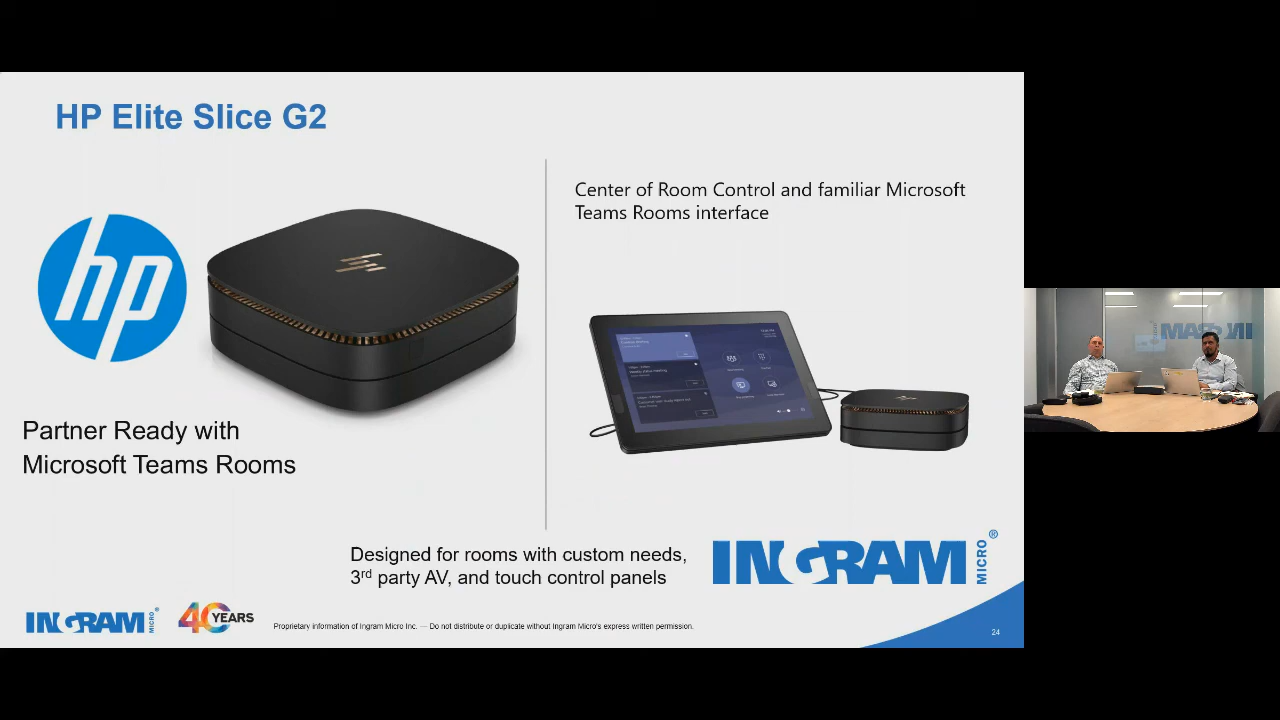 HP Elite Slice G2
hp
Partner Ready with
Microsoft Teams Rooms
Center of Room Control and familiar Microsoft
Teams Rooms interface
Designed for rooms with custom needs,
3rd party AV, and touch control panels
INGRAM MICRO®
INGRAM MICRO®
40 YEARS
Proprietary information of Ingram Micro Inc. — Do not distribute or duplicate without Ingram Micro's express written permission.
24
INGRAM